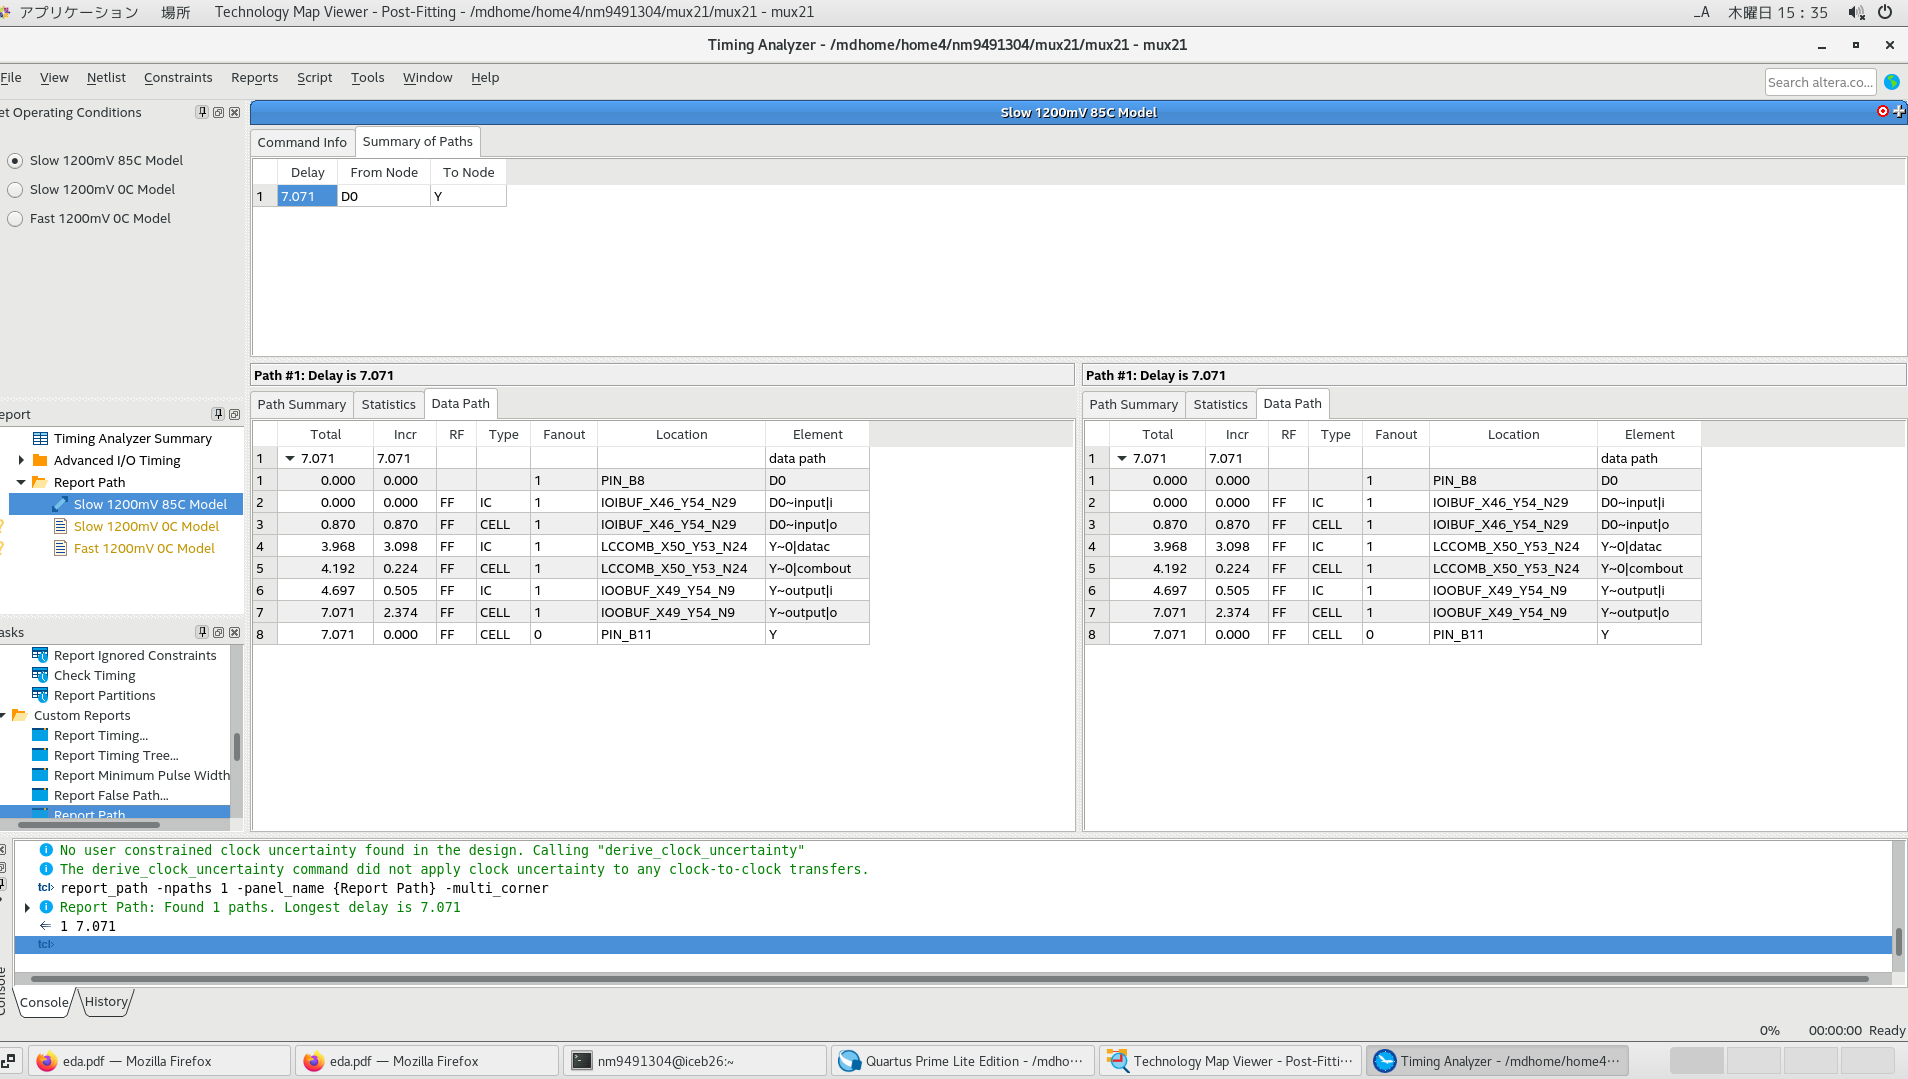 アプリケーション 場所 Technology Map Viewer - Post-Fitting - /mdhome/home4/nm9491304/mux21/mux21 - mux21 _A 木曜日 15：35
Timing Analyzer - /mdhome/home4/nm9491304/mux21/mux21 - mux21
File View Netlist Constraints Reports Script Tools Window Help Search altera.co...
et Operating Conditions
Slow 1200mV 85C Model
Slow 1200mV 0C Model
Fast 1200mV 0C Model
eport
Timing Analyzer Summary
Advanced I/O Timing
Report Path
Slow 1200mV 85C Model
Slow 1200mV 0C Model
Fast 1200mV 0C Model
asks
Report Ignored Constraints
Check Timing
Report Partitions
Custom Reports
Report Timing...
Report Timing Tree...
Report Minimum Pulse Width
Report False Path...
Report Path
Slow 1200mV 85C Model
Command Info Summary of Paths
Delay From Node To Node
1 7.071 D0 Y
Path #1: Delay is 7.071
Path Summary Statistics Data Path
Total Incr RF Type Fanout Location Element
1 7.071 7.071 data path
1 0.000 0.000 1 PIN_B8 D0
2 0.000 0.000 FF IC 1 IOIBUF_X46_Y54_N29 D0~input|i
3 0.870 0.870 FF CELL 1 IOIBUF_X46_Y54_N29 D0~input|o
4 3.968 3.098 FF IC 1 LCCOMB_X50_Y53_N24 Y~0|datac
5 4.192 0.224 FF CELL 1 LCCOMB_X50_Y53_N24 Y~0|combout
6 4.697 0.505 FF IC 1 IOOBUF_X49_Y54_N9 Y~output|i
7 7.071 2.374 FF CELL 1 IOOBUF_X49_Y54_N9 Y~output|o
8 7.071 0.000 FF CELL 0 PIN_B11 Y
Path #1: Delay is 7.071
Path Summary Statistics Data Path
Total Incr RF Type Fanout Location Element
1 7.071 7.071 data path
1 0.000 0.000 1 PIN_B8 D0
2 0.000 0.000 FF IC 1 IOIBUF_X46_Y54_N29 D0~input|i
3 0.870 0.870 FF CELL 1 IOIBUF_X46_Y54_N29 D0~input|o
4 3.968 3.098 FF IC 1 LCCOMB_X50_Y53_N24 Y~0|datac
5 4.192 0.224 FF CELL 1 LCCOMB_X50_Y53_N24 Y~0|combout
6 4.697 0.505 FF IC 1 IOOBUF_X49_Y54_N9 Y~output|i
7 7.071 2.374 FF CELL 1 IOOBUF_X49_Y54_N9 Y~output|o
8 7.071 0.000 FF CELL 0 PIN_B11 Y
No user constrained clock uncertainty found in the design. Calling "derive_clock_uncertainty"
The derive_clock_uncertainty command did not apply clock uncertainty to any clock-to-clock transfers.
tcl> report_path -npaths 1 -panel_name {Report Path} -multi_corner
Report Path: Found 1 paths. Longest delay is 7.071
1 7.071
tcl>
Console
Console History
0% 00:00:00 Ready
eda.pdf — Mozilla Firefox eda.pdf — Mozilla Firefox nm9491304@iceb26:~ Quartus Prime Lite Edition - /mdho··· Technology Map Viewer - Post-Fitti··· Timing Analyzer - /mdhome/home4···